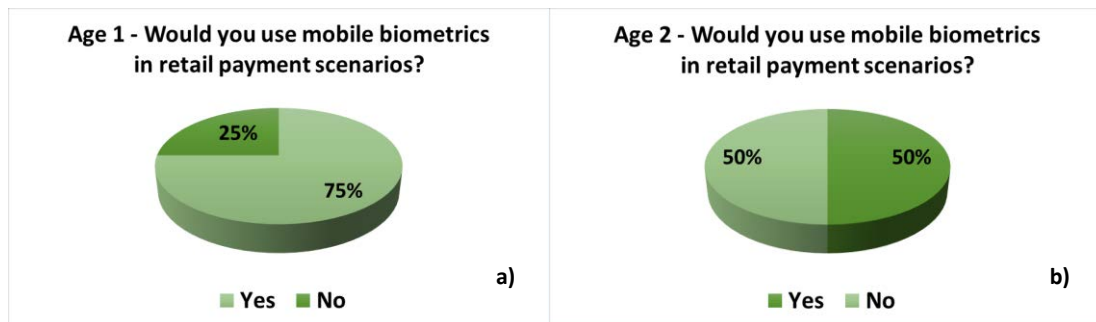 Age 1 - Would you use mobile biometrics
in retail payment scenarios?
25%
75%
Yes No
a)
Age 2 - Would you use mobile biometrics
in retail payment scenarios?
50% 50%
Yes No
b)